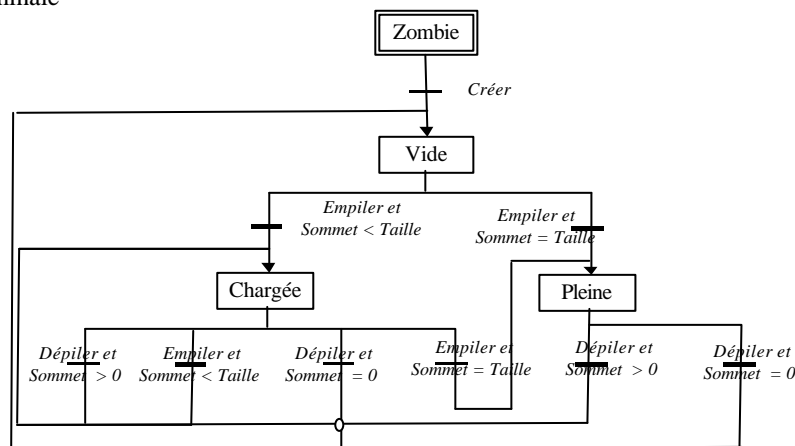 Zombie
Créer
Vide
Empiler et
Sommet < Taille
Empiler et
Sommet = Taille
Chargée
Pleine
Dépiler et
Sommet > 0
Empiler et
Sommet < Taille
Dépiler et
Sommet = 0
Empiler et
Sommet = Taille
Dépiler et
Sommet > 0
Dépiler et
Sommet = 0